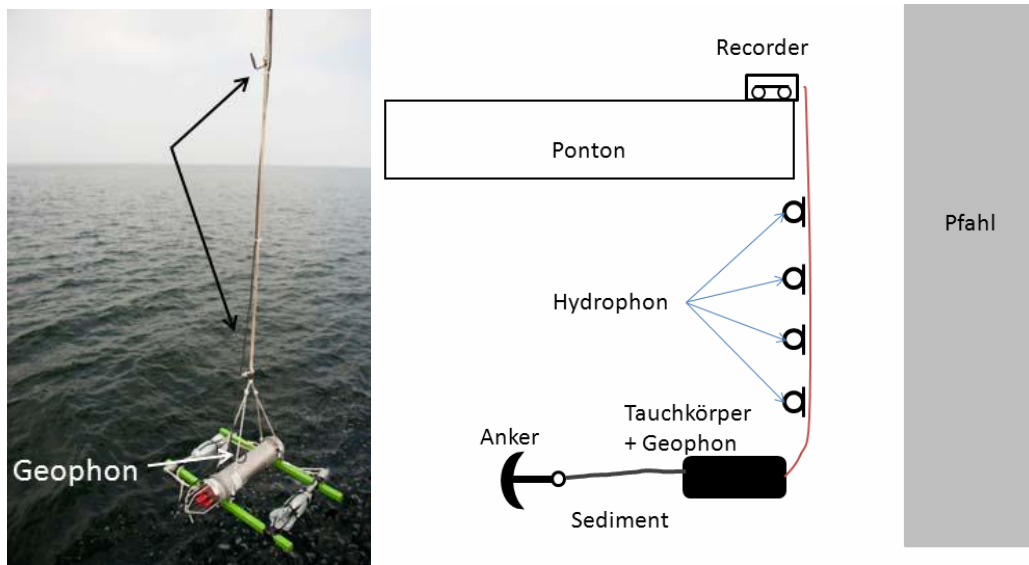 Geophon
Recorder
Ponton
Pfahl
Hydrophon
Tauchkörper
+ Geophon
Anker
Sediment